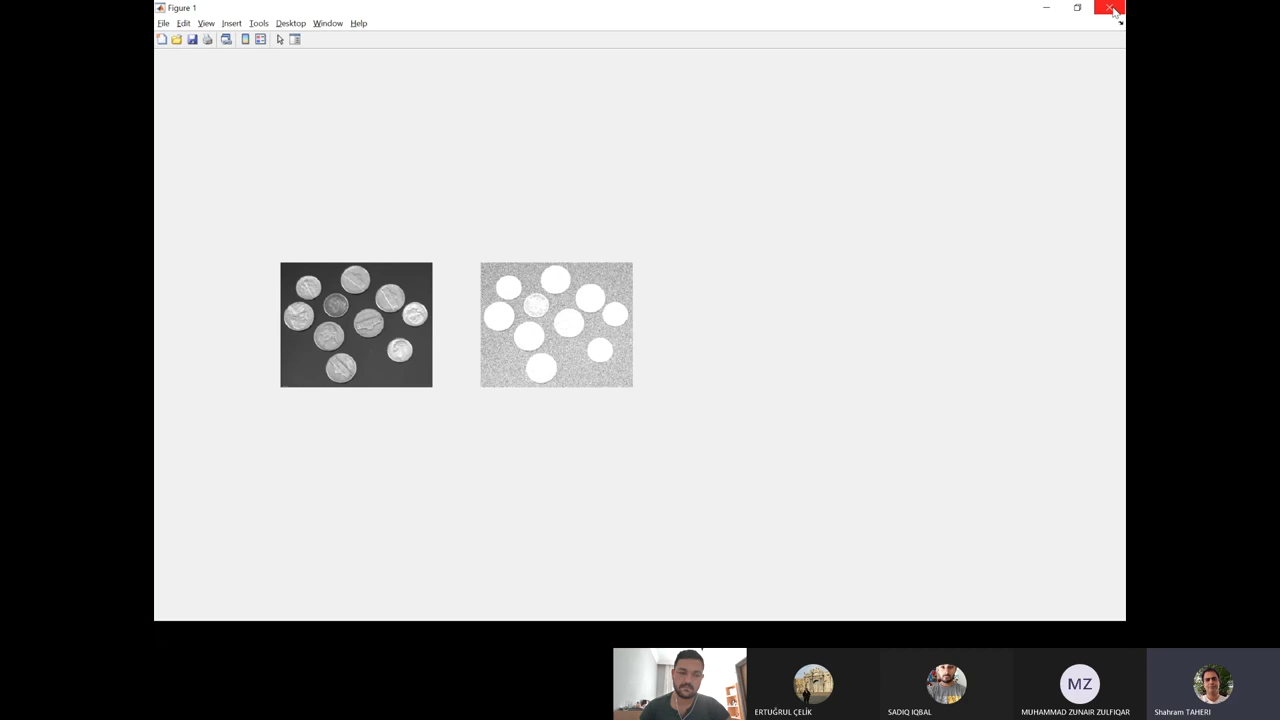 Figure 1
File Edit View Insert Tools Desktop Window Help
MZ
ERTUĞRUL ÇELİK SADIQ IQBAL MUHAMMAD ZUNAIR ZULFIQAR Shahram TAHERI